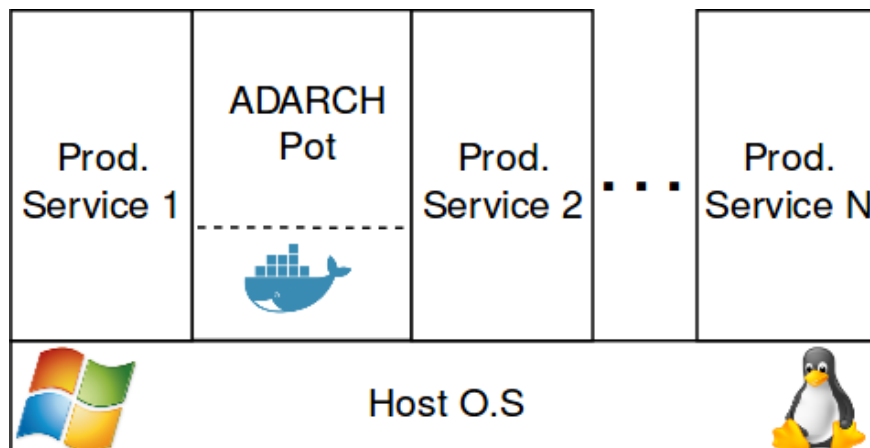 Prod.
Service 1
ADARCH
Pot
Prod.
Service 2
. . .
Prod.
Service N
Host O.S